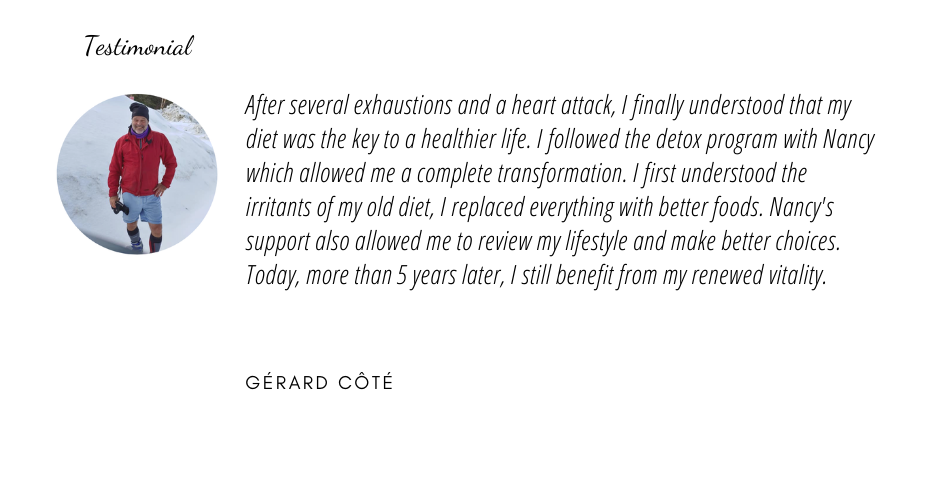 Testimonial
After several exhaustions and a heart attack, I finally understood that my
diet was the key to a healthier life. I followed the detox program with Nancy
which allowed me a complete transformation. I first understood the
irritants of my old diet, I replaced everything with better foods. Nancy's
support also allowed me to review my lifestyle and make better choices.
Today, more than 5 years later, I still benefit from my renewed vitality.
GÉRARD CÔTÉ